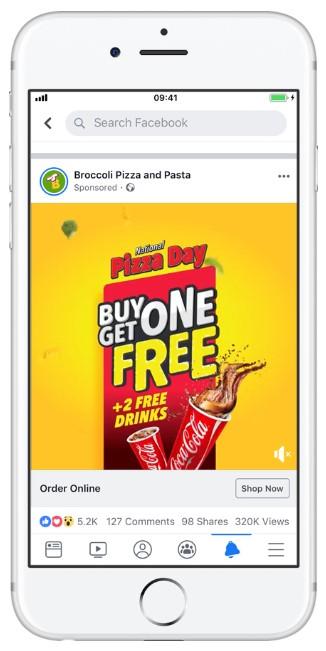 09:41
Search Facebook
Broccoli Pizza and Pasta
Sponsored ·
National
Pizza Day
BUY ONE
GET
FREE
+2 FREE
DRINKS
Coca-Cola
Coca-Cola
Order Online
Shop Now
5.2K 127 Comments 98 Shares 320K Views